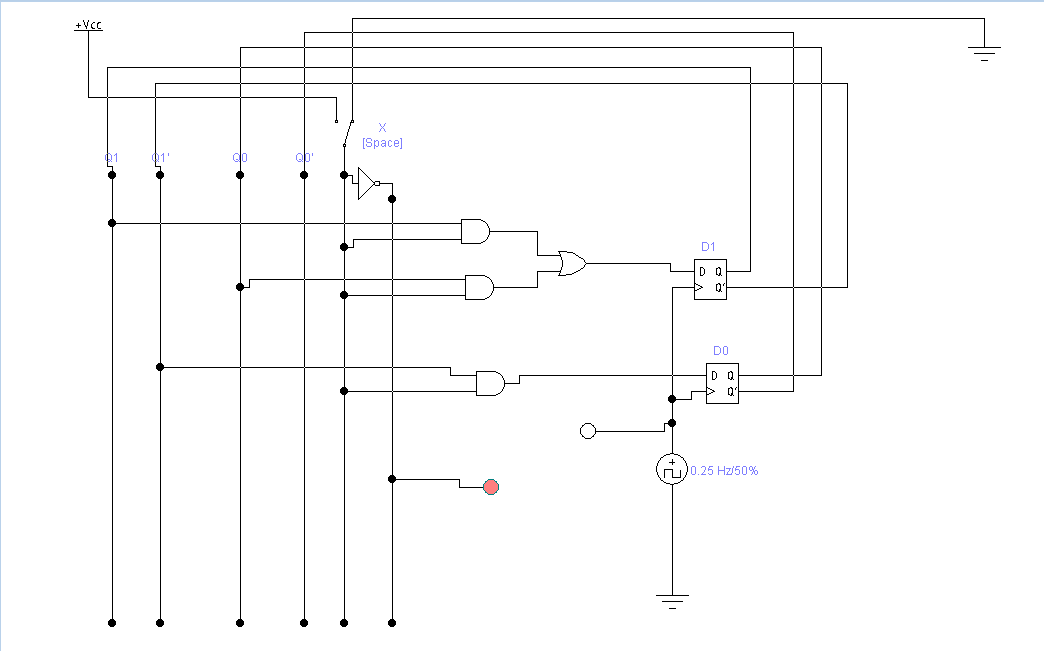 +Vcc
X
[Space]
Q1 Q1' Q0 Q0'
D1
D Q
Q'
D0
D Q
Q'
+
0.25 Hz/50%